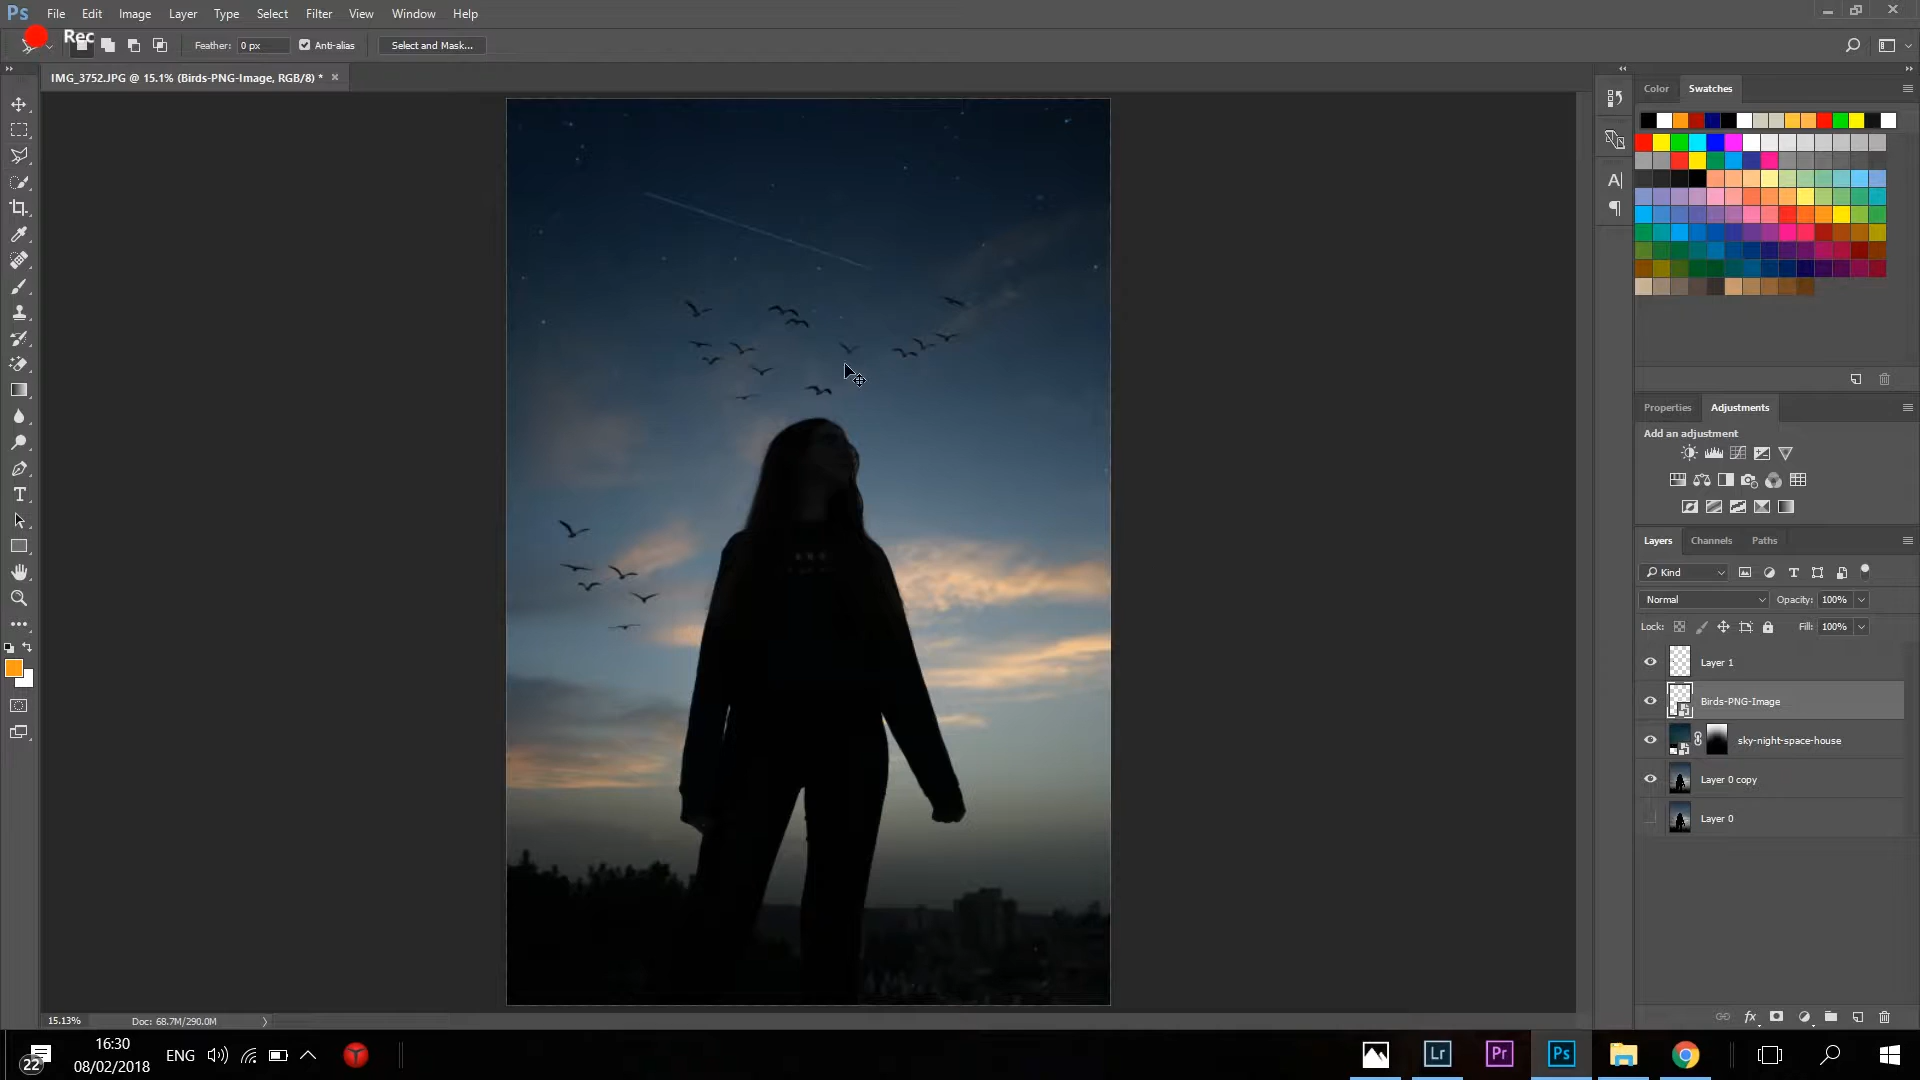 Ps File Edit Image Layer Type Select Filter View Window Help
Rec Feather: 0 px Anti-alias Select and Mask...
IMG_3752.JPG @ 15.1% (Birds-PNG-Image, RGB/8) * ×
Color Swatches
Properties Adjustments
Add an adjustment
Layers Channels Paths
Kind
Normal Opacity: 100%
Lock: Fill: 100%
Layer 1
Birds-PNG-Image
sky-night-space-house
Layer 0 copy
Layer 0
15.13% Doc: 68.7M/290.0M
22 16:30 ENG Lr Pr Ps
08/02/2018